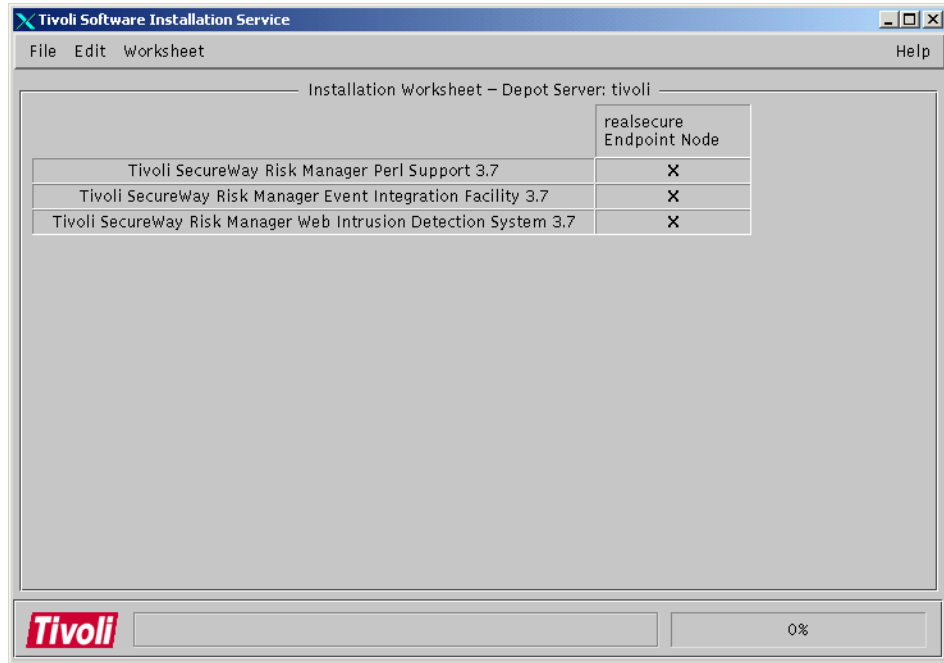 Tivoli Software Installation Service
File Edit Worksheet Help
Installation Worksheet – Depot Server: tivoli
realsecure
Endpoint Node
Tivoli SecureWay Risk Manager Perl Support 3.7 X
Tivoli SecureWay Risk Manager Event Integration Facility 3.7 X
Tivoli SecureWay Risk Manager Web Intrusion Detection System 3.7 X
Tivoli 0%